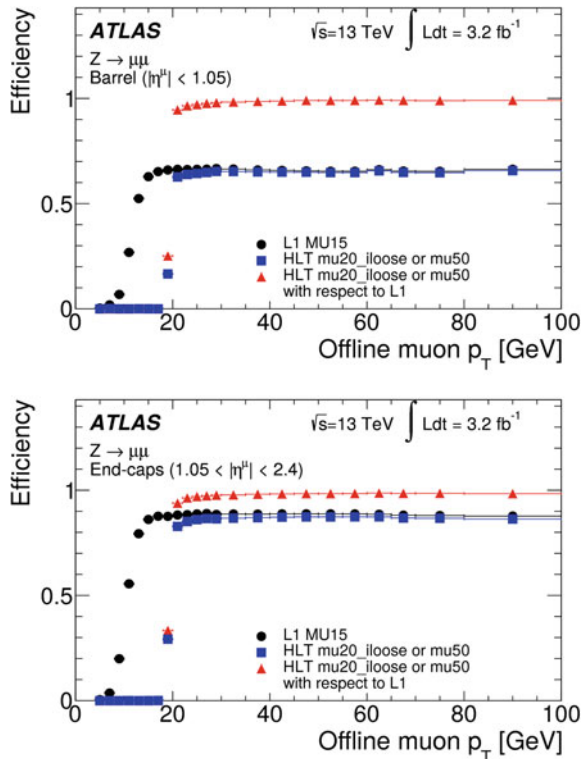 ATLAS √s=13 TeV ∫ Ldt = 3.2 fb⁻¹
Z → μμ
Barrel (|η^μ| < 1.05)
Efficiency
1
0.5
0
L1 MU15
HLT mu20_iloose or mu50
HLT mu20_iloose or mu50
with respect to L1
0 20 40 60 80 100
Offline muon p_T [GeV]
ATLAS √s=13 TeV ∫ Ldt = 3.2 fb⁻¹
Z → μμ
End-caps (1.05 < |η^μ| < 2.4)
Efficiency
1
0.5
0
L1 MU15
HLT mu20_iloose or mu50
HLT mu20_iloose or mu50
with respect to L1
0 20 40 60 80 100
Offline muon p_T [GeV]